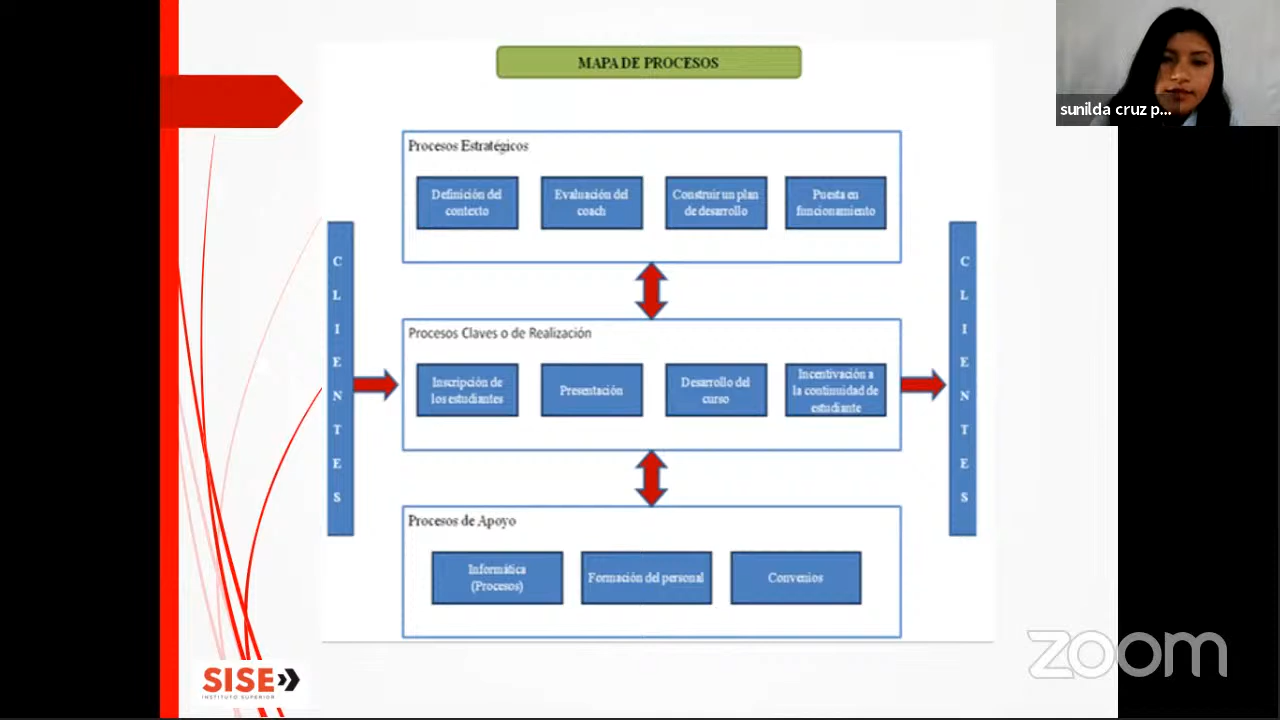 MAPA DE PROCESOS
sunilda cruz p...
Procesos Estratégicos
Definición del
contexto
Evaluación del
coach
Construir un plan
de desarrollo
Puesta en
funcionamiento
C
L
I
E
N
T
E
S
Procesos Claves o de Realización
Inscripción de
los estudiantes
Presentación
Desarrollo del
curso
Incentivación a
la continuidad de
estudiante
C
L
I
E
N
T
E
S
Procesos de Apoyo
Informática
(Procesos)
Formación del personal
Convenios
zoom
SISE
INSTITUTO SUPERIOR